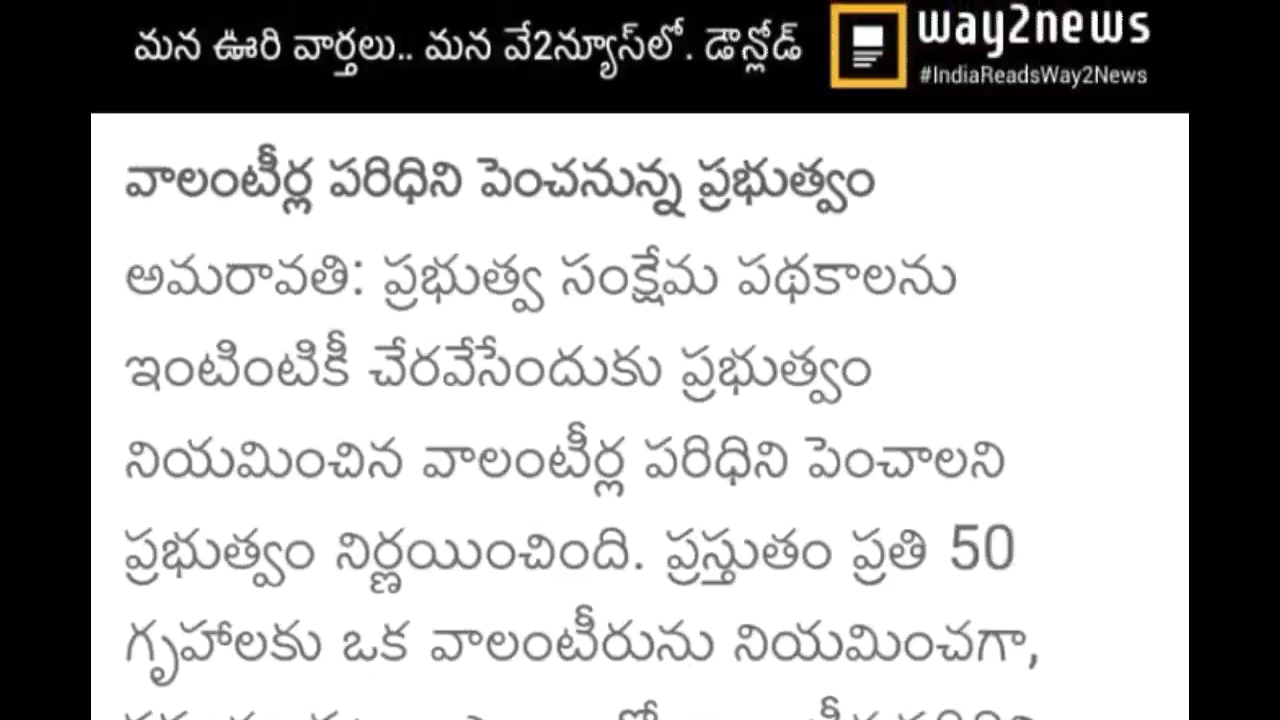 మన ఊరి వార్తలు.. మన వే2న్యూస్‌లో. డౌన్లోడ్
way2news
#IndiaReadsWay2News
వాలంటీర్ల పరిధిని పెంచనున్న ప్రభుత్వం
అమరావతి: ప్రభుత్వ సంక్షేమ పథకాలను
ఇంటింటికీ చేరవేసేందుకు ప్రభుత్వం
నియమించిన వాలంటీర్ల పరిధిని పెంచాలని
ప్రభుత్వం నిర్ణయించింది. ప్రస్తుతం ప్రతి 50
గృహాలకు ఒక వాలంటీరును నియమించగా,